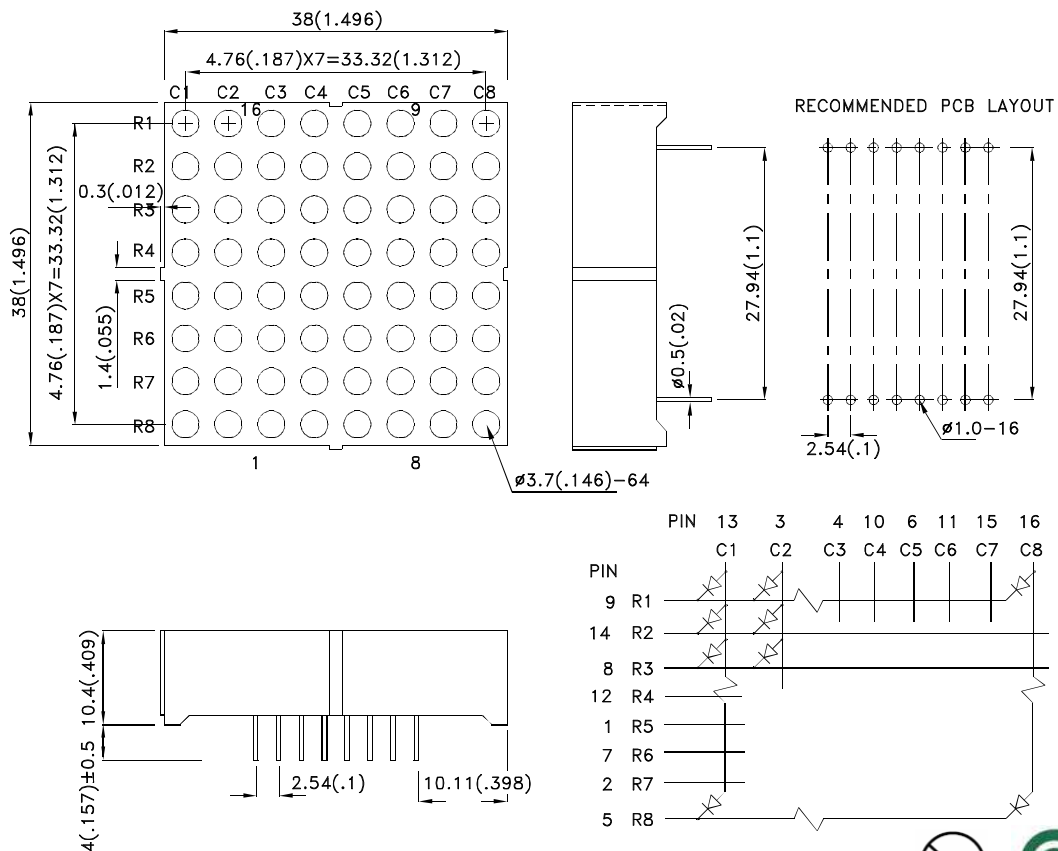 38(1.496)
4.76(.187)X7=33.32(1.312)
C1 C2 C3 C4 C5 C6 C7 C8
16 9
R1
R2
R3
R4
R5
R6
R7
R8
0.3(.012)
38(1.496)
4.76(.187)X7=33.32(1.312)
1.4(.055)
1 8
ø3.7(.146)-64
ø0.5(.02)
27.94(1.1)
RECOMMENDED PCB LAYOUT
27.94(1.1)
ø1.0-16
2.54(.1)
10.4(.409)
4(.157)±0.5
2.54(.1)
10.11(.398)
PIN 13 3 4 10 6 11 15 16
C1 C2 C3 C4 C5 C6 C7 C8
PIN
9 R1
14 R2
8 R3
12 R4
1 R5
7 R6
2 R7
5 R8